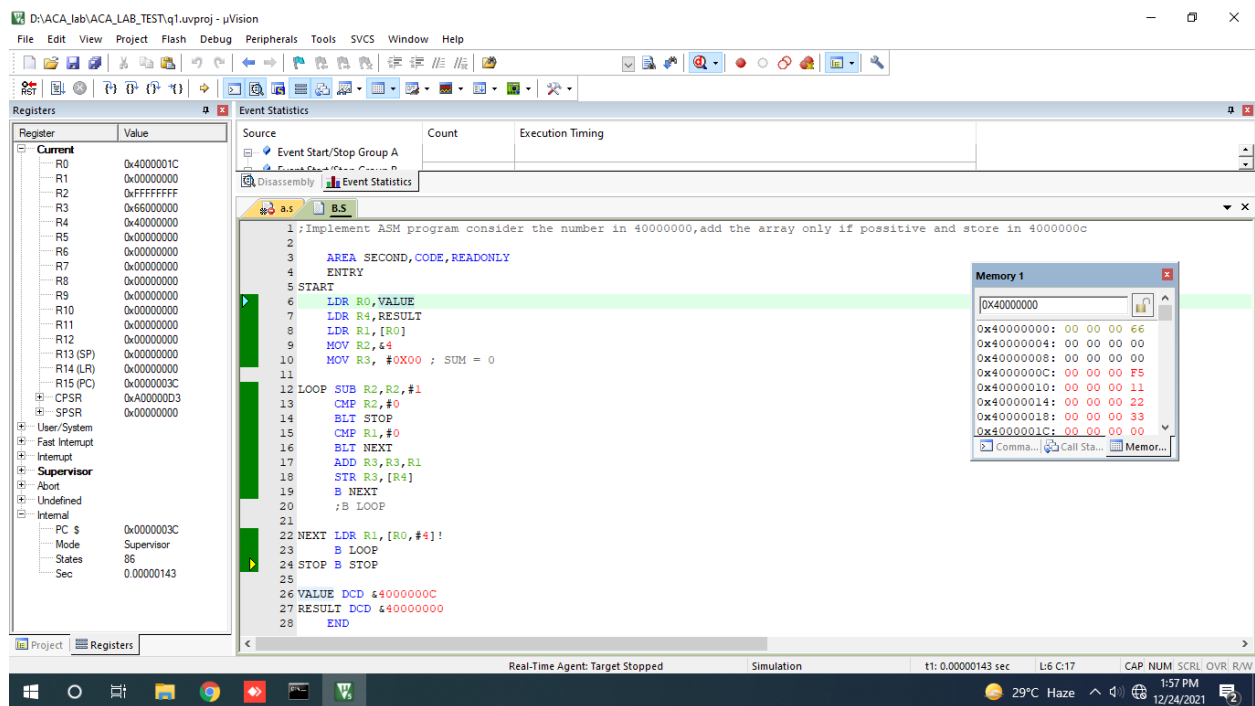 D:\ACA_lab\ACA_LAB_TEST\q1.uvproj - µVision
File Edit View Project Flash Debug Peripherals Tools SVCS Window Help
Registers
Register Value
Current
R0 0x4000001C
R1 0x00000000
R2 0xFFFFFFFF
R3 0x66000000
R4 0x40000000
R5 0x00000000
R6 0x00000000
R7 0x00000000
R8 0x00000000
R9 0x00000000
R10 0x00000000
R11 0x00000000
R12 0x00000000
R13 (SP) 0x00000000
R14 (LR) 0x00000000
R15 (PC) 0x0000003C
CPSR 0xA00000D3
SPSR 0x00000000
User/System
Fast Interrupt
Interrupt
Supervisor
Abort
Undefined
Internal
PC $ 0x0000003C
Mode Supervisor
States 86
Sec 0.00000143
Project Registers
Event Statistics
Source Count Execution Timing
Event Start/Stop Group A
Event Start/Stop Group B
Disassembly Event Statistics
a.s B.S
1 ;Implement ASM program consider the number in 40000000,add the array only if possitive and store in 4000000c
2
3 AREA SECOND,CODE,READONLY
4 ENTRY
5 START
6 LDR R0,VALUE
7 LDR R4,RESULT
8 LDR R1,[R0]
9 MOV R2,&4
10 MOV R3, #0X00 ; SUM = 0
11
12 LOOP SUB R2,R2,#1
13 CMP R2,#0
14 BLT STOP
15 CMP R1,#0
16 BLT NEXT
17 ADD R3,R3,R1
18 STR R3,[R4]
19 B NEXT
20 ;B LOOP
21
22 NEXT LDR R1,[R0,#4]!
23 B LOOP
24 STOP B STOP
25
26 VALUE DCD &4000000C
27 RESULT DCD &40000000
28 END
Memory 1
0X40000000
0x40000000: 00 00 00 66
0x40000004: 00 00 00 00
0x40000008: 00 00 00 00
0x4000000C: 00 00 00 F5
0x40000010: 00 00 00 11
0x40000014: 00 00 00 22
0x40000018: 00 00 00 33
0x4000001C: 00 00 00 00
Comma... Call Sta... Memor...
Real-Time Agent: Target Stopped Simulation t1: 0.00000143 sec L:6 C:17 CAP NUM SCRL OVR R/W
29°C Haze 1:57 PM
12/24/2021 2